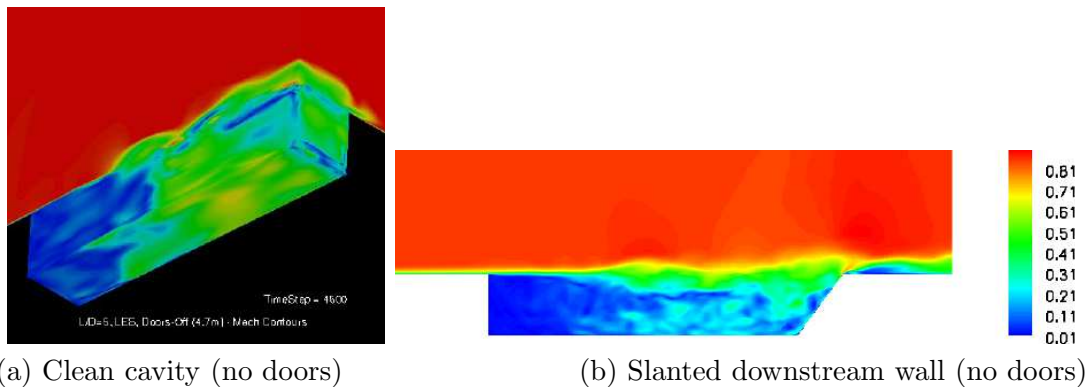 TimeStep = 4600
L/D=5, LES, Doors-Off (4.7m) - Mach Contours
0.81
0.71
0.61
0.51
0.41
0.31
0.21
0.11
0.01
(a) Clean cavity (no doors)
(b) Slanted downstream wall (no doors)